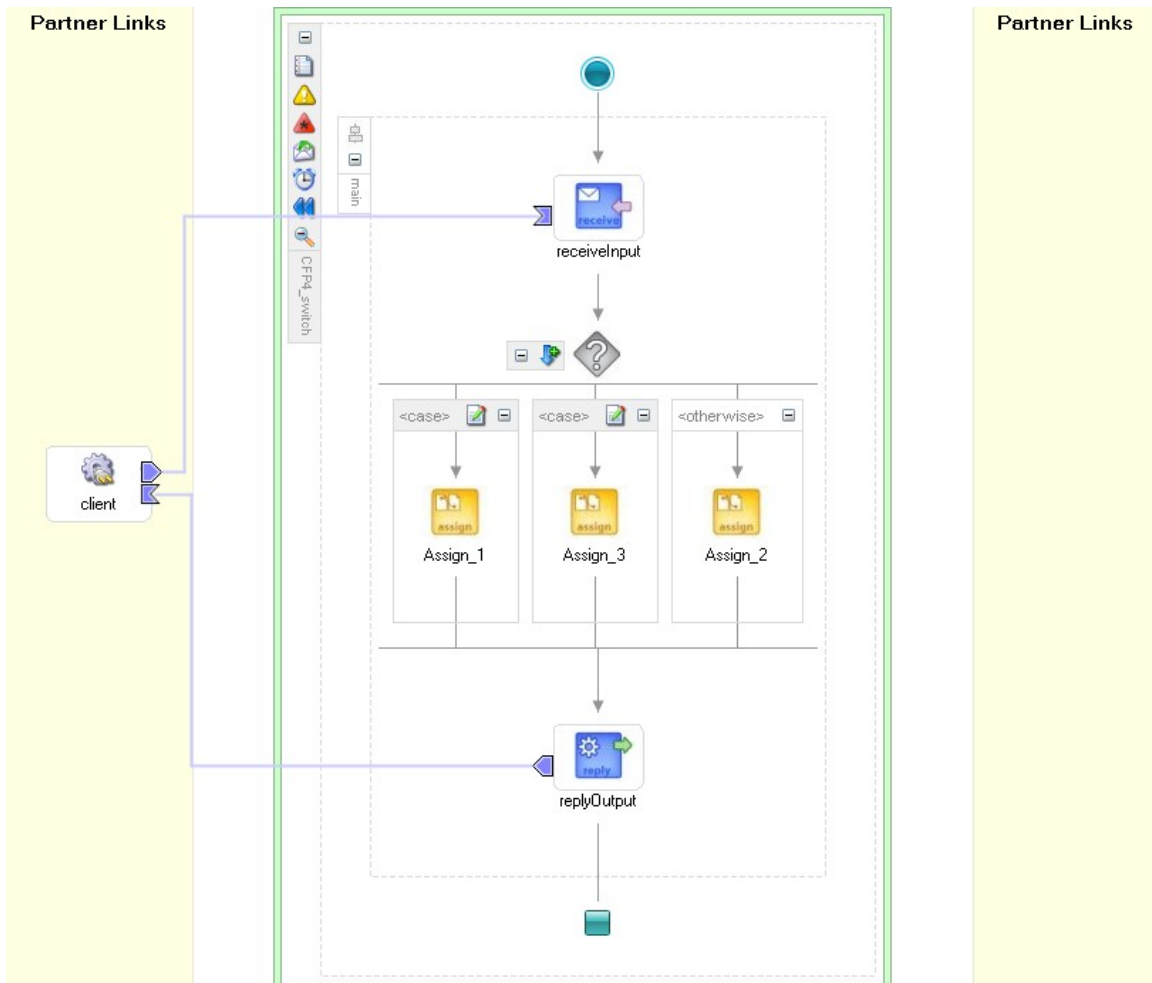 Partner Links
Partner Links
main
receive
receiveInput
CFP4_switch
?
<case>
<case>
<otherwise>
client
assign
assign
assign
Assign_1
Assign_3
Assign_2
reply
replyOutput